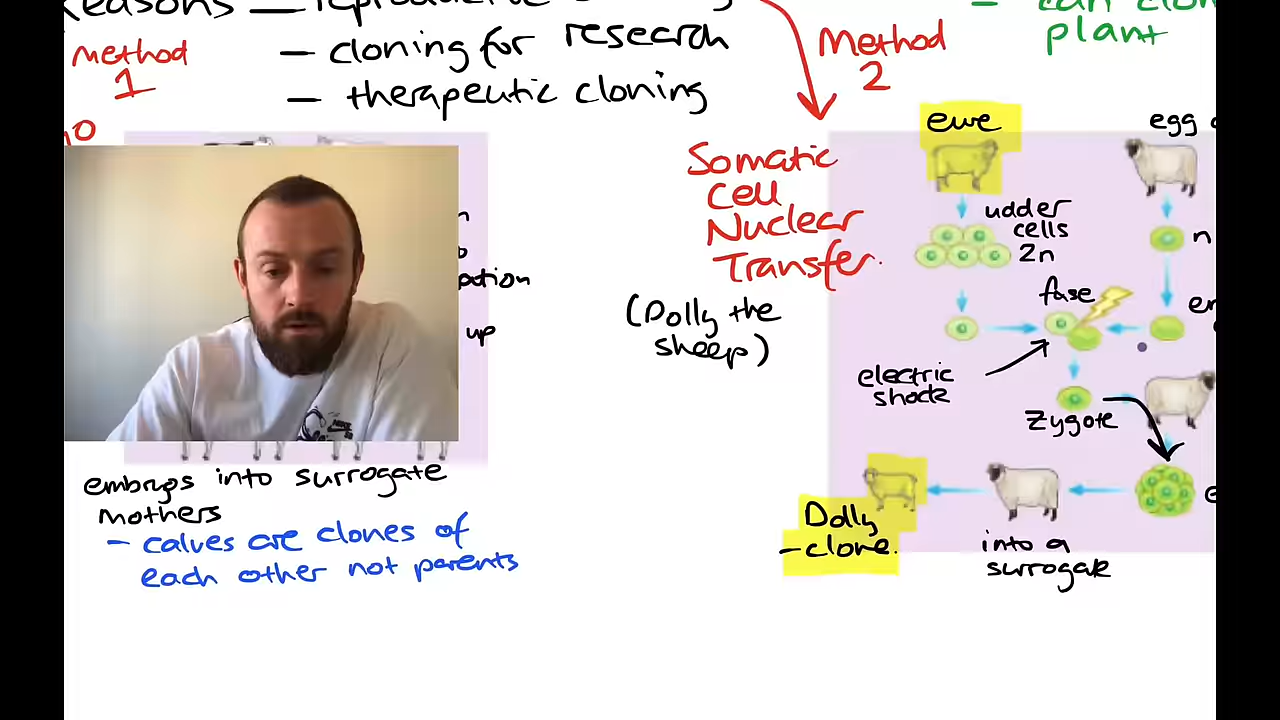 Reasons — reproductive
— cloning for research
— therapeutic cloning
Method
1
Method
2
plant
Somatic
Cell
Nuclear
Transfer.
(Dolly the
sheep)
ewe
egg
udder
cells
2n
n
fuse
electric
shock
zygote
Dolly
- clone.
into a
surrogate
up
embryos into surrogate
mothers
- calves are clones of
each other not parents